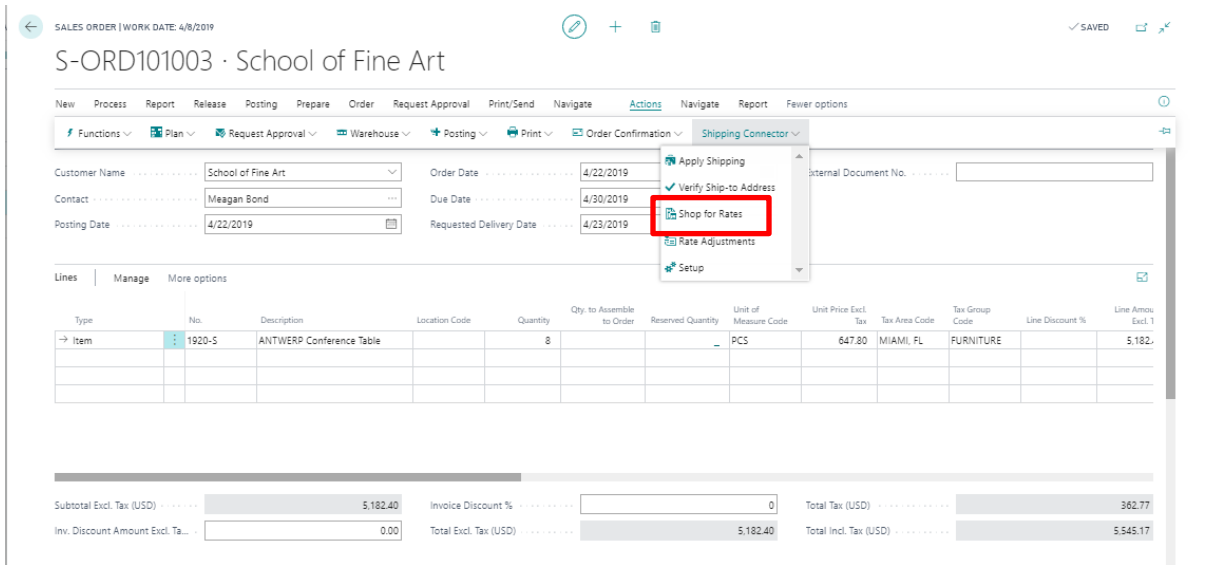 SALES ORDER | WORK DATE: 4/8/2019
SAVED
S-ORD101003 · School of Fine Art
New Process Report Release Posting Prepare Order Request Approval Print/Send Navigate Actions Navigate Report Fewer options
Functions Plan Request Approval Warehouse Posting Print Order Confirmation Shipping Connector
Apply Shipping
Verify Ship-to Address
Shop for Rates
Rate Adjustments
Setup
Customer Name School of Fine Art Order Date 4/22/2019 External Document No.
Contact Meagan Bond Due Date 4/30/2019
Posting Date 4/22/2019 Requested Delivery Date 4/23/2019
Lines Manage More options
Type No. Description Location Code Quantity Qty. to Assemble to Order Reserved Quantity Unit of Measure Code Unit Price Excl. Tax Tax Area Code Tax Group Code Line Discount % Line Amou Excl. T
Item 1920-S ANTWERP Conference Table 8 _ PCS 647.80 MIAMI, FL FURNITURE 5,182.
Subtotal Excl. Tax (USD) 5,182.40 Invoice Discount % 0 Total Tax (USD) 362.77
Inv. Discount Amount Excl. Ta... 0.00 Total Excl. Tax (USD) 5,182.40 Total Incl. Tax (USD) 5,545.17